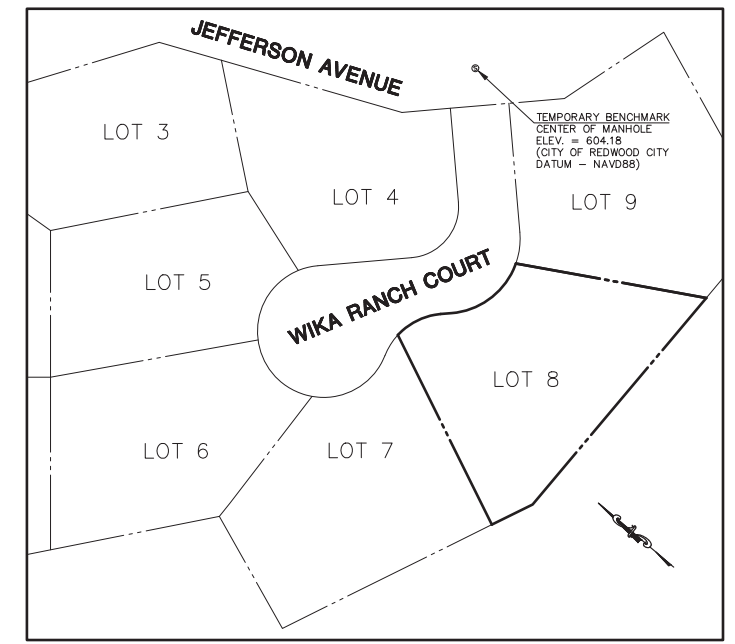 JEFFERSON AVENUE
TEMPORARY BENCHMARK
CENTER OF MANHOLE
ELEV. = 604.18
(CITY OF REDWOOD CITY
DATUM - NAVD88)
LOT 3
LOT 4
LOT 9
LOT 5
WIKA RANCH COURT
LOT 8
LOT 6
LOT 7